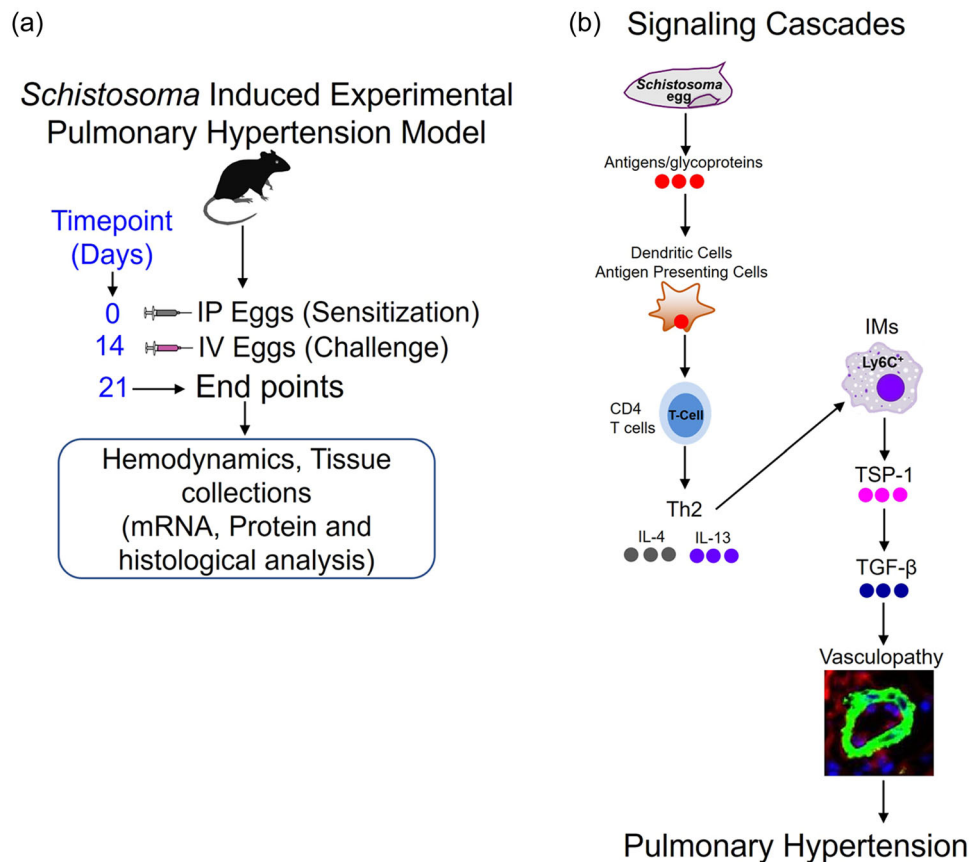 (a)
Schistosoma Induced Experimental
Pulmonary Hypertension Model
Timepoint
(Days)
0
IP Eggs (Sensitization)
14
IV Eggs (Challenge)
21
End points
Hemodynamics, Tissue
collections
(mRNA, Protein and
histological analysis)
(b)
Signaling Cascades
Schistosoma
egg
Antigens/glycoproteins
Dendritic Cells
Antigen Presenting Cells
CD4
T cells
T-Cell
Th2
IL-4
IL-13
IMs
Ly6C+
TSP-1
TGF-β
Vasculopathy
Pulmonary Hypertension